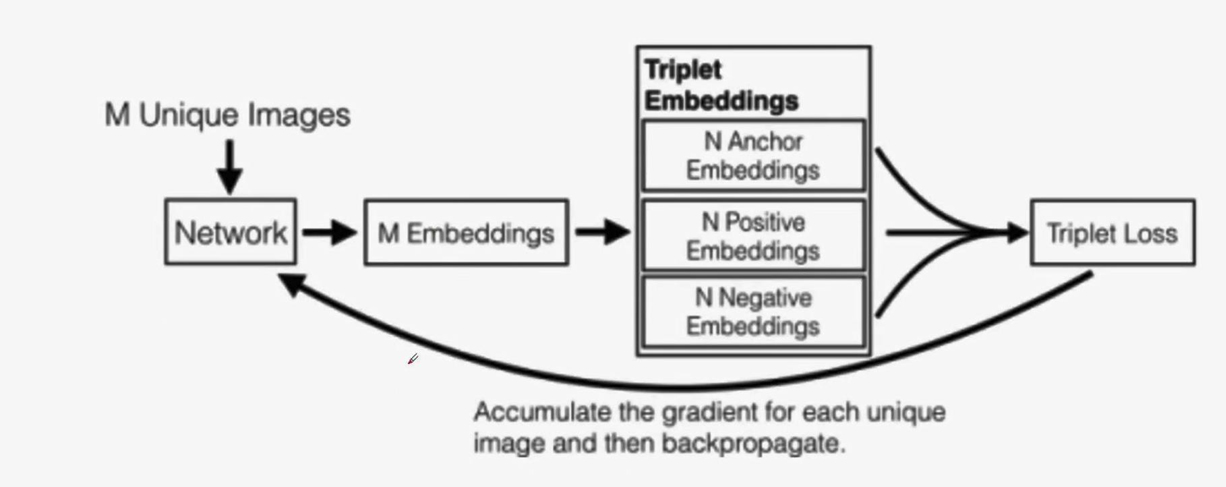 M Unique Images
Network
M Embeddings
Triplet
Embeddings
N Anchor
Embeddings
N Positive
Embeddings
N Negative
Embeddings
Triplet Loss
Accumulate the gradient for each unique
image and then backpropagate.